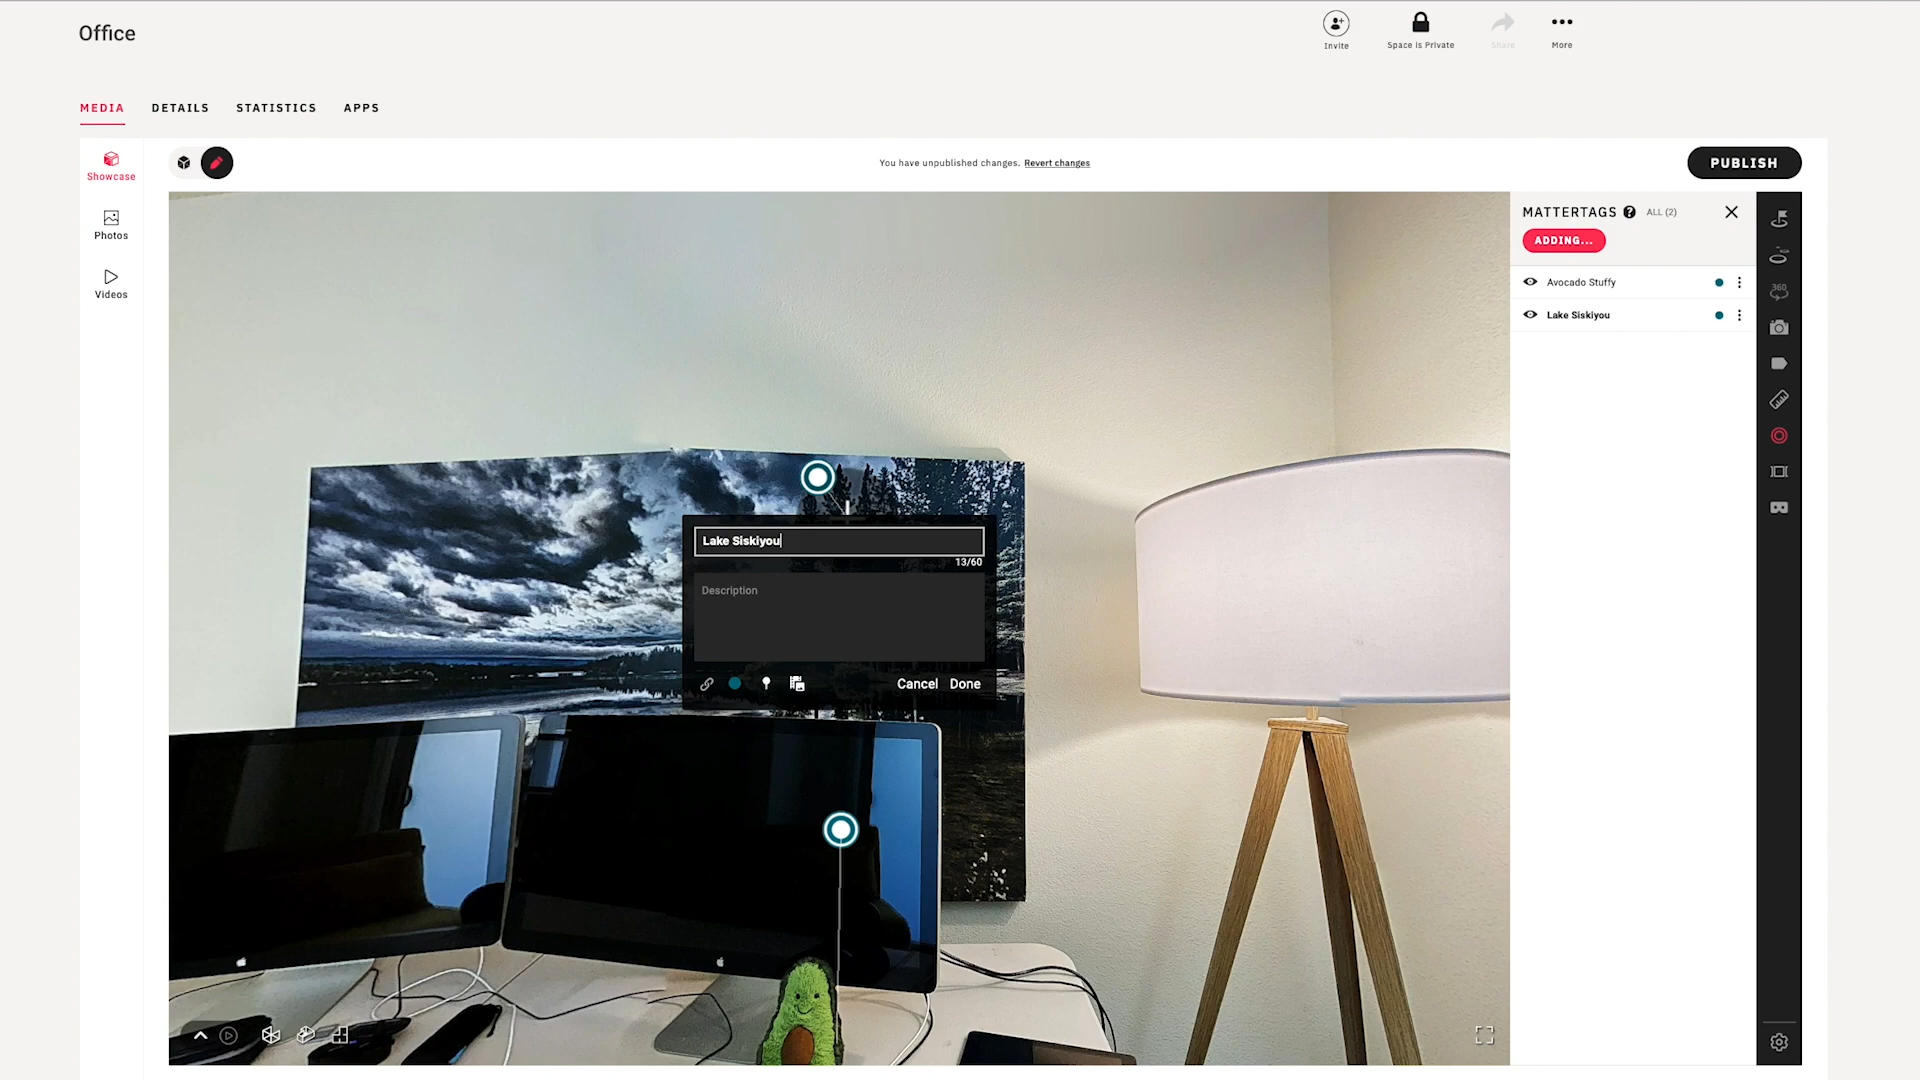 Office
Invite
Space is Private
Share
More
MEDIA
DETAILS
STATISTICS
APPS
Showcase
Photos
Videos
You have unpublished changes. Revert changes
PUBLISH
MATTERTAGS ? ALL (2)
ADDING...
Avocado Stuffy
Lake Siskiyou
360
Lake Siskiyou
13/60
Description
Cancel
Done